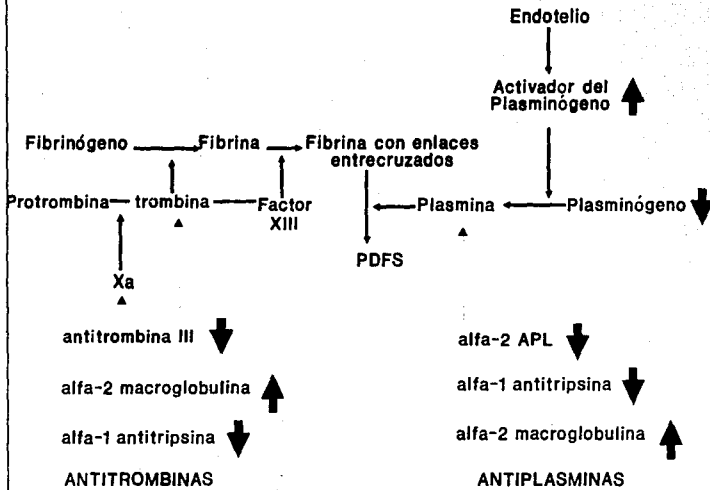 Endotelio
Activador del
Plasminógeno
Fibrinógeno Fibrina Fibrina con enlaces
entrecruzados
Protrombina trombina Factor
XIII
Plasmina Plasminógeno
PDFS
Xa
antitrombina III
alfa-2 macroglobulina
alfa-1 antitripsina
ANTITROMBINAS
alfa-2 APL
alfa-1 antitripsina
alfa-2 macroglobulina
ANTIPLASMINAS